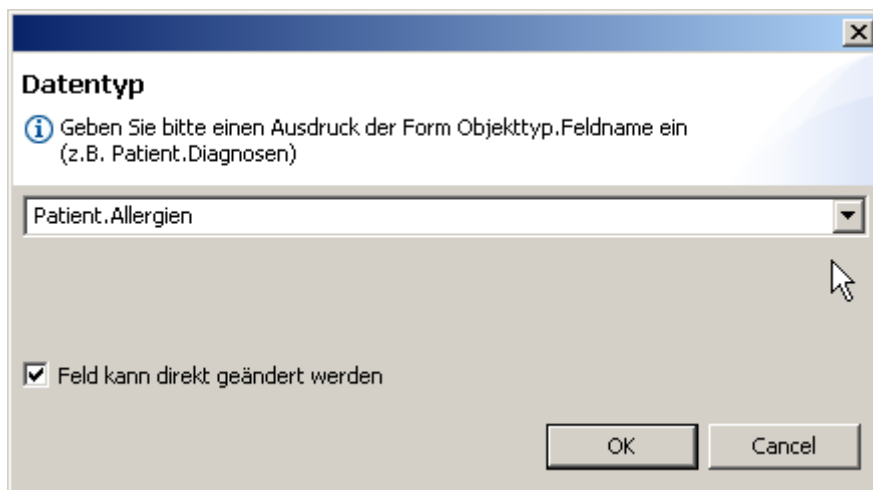 Datentyp
Geben Sie bitte einen Ausdruck der Form Objekttyp.Feldname ein
(z.B. Patient.Diagnosen)
Patient.Allergien
Feld kann direkt geändert werden
OK Cancel